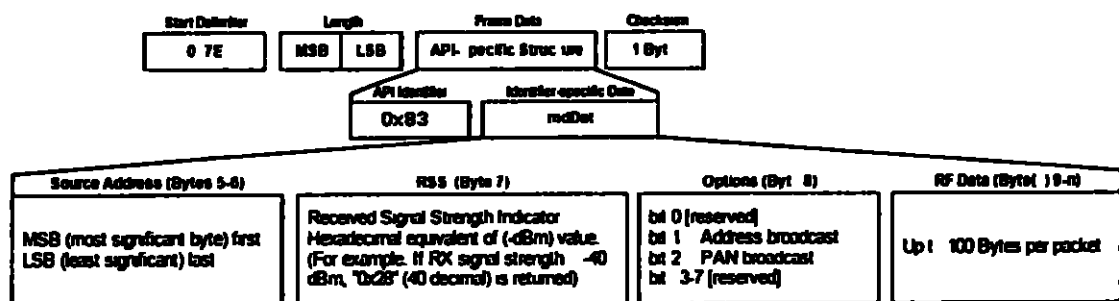 Start Delimiter Length Frame Data Checksum
0 7E MSB LSB API- pecific Struc ure 1 Byt
API Identifier Identifier-specific Data
0x83
Source Address (Bytes 5-6) RSS (Byte 7) Options (Byt 8) RF Data (Byte( ) 9-n)
MSB (most significant byte) first
LSB (least significant) last
Received Signal Strength Indicator
Hexadecimal equivalent of (-dBm) value.
(For example. If RX signal strength -40
dBm, "0x28" (40 decimal) is returned)
bit 0 [reserved]
bit 1 Address broadcast
bit 2 PAN broadcast
bit 3-7 [reserved]
Up t 100 Bytes per packet